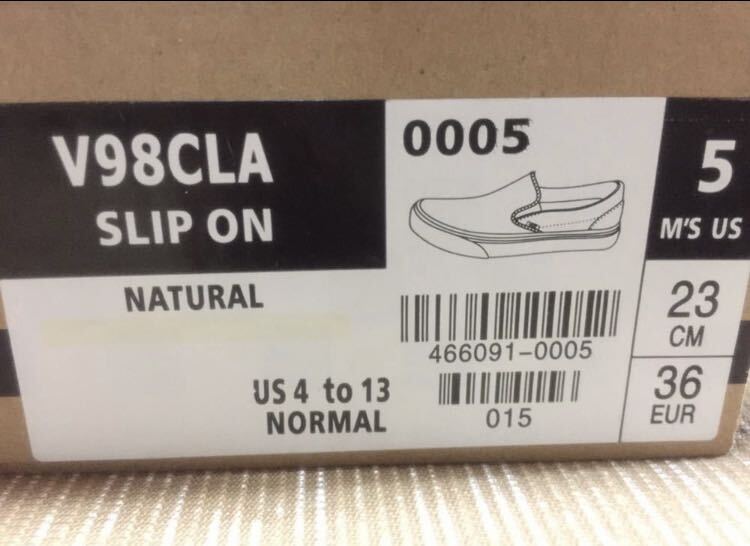 V98CLA
SLIP ON
NATURAL
US 4 to 13
NORMAL
0005
466091-0005
015
5
M'S US
23
CM
36
EUR